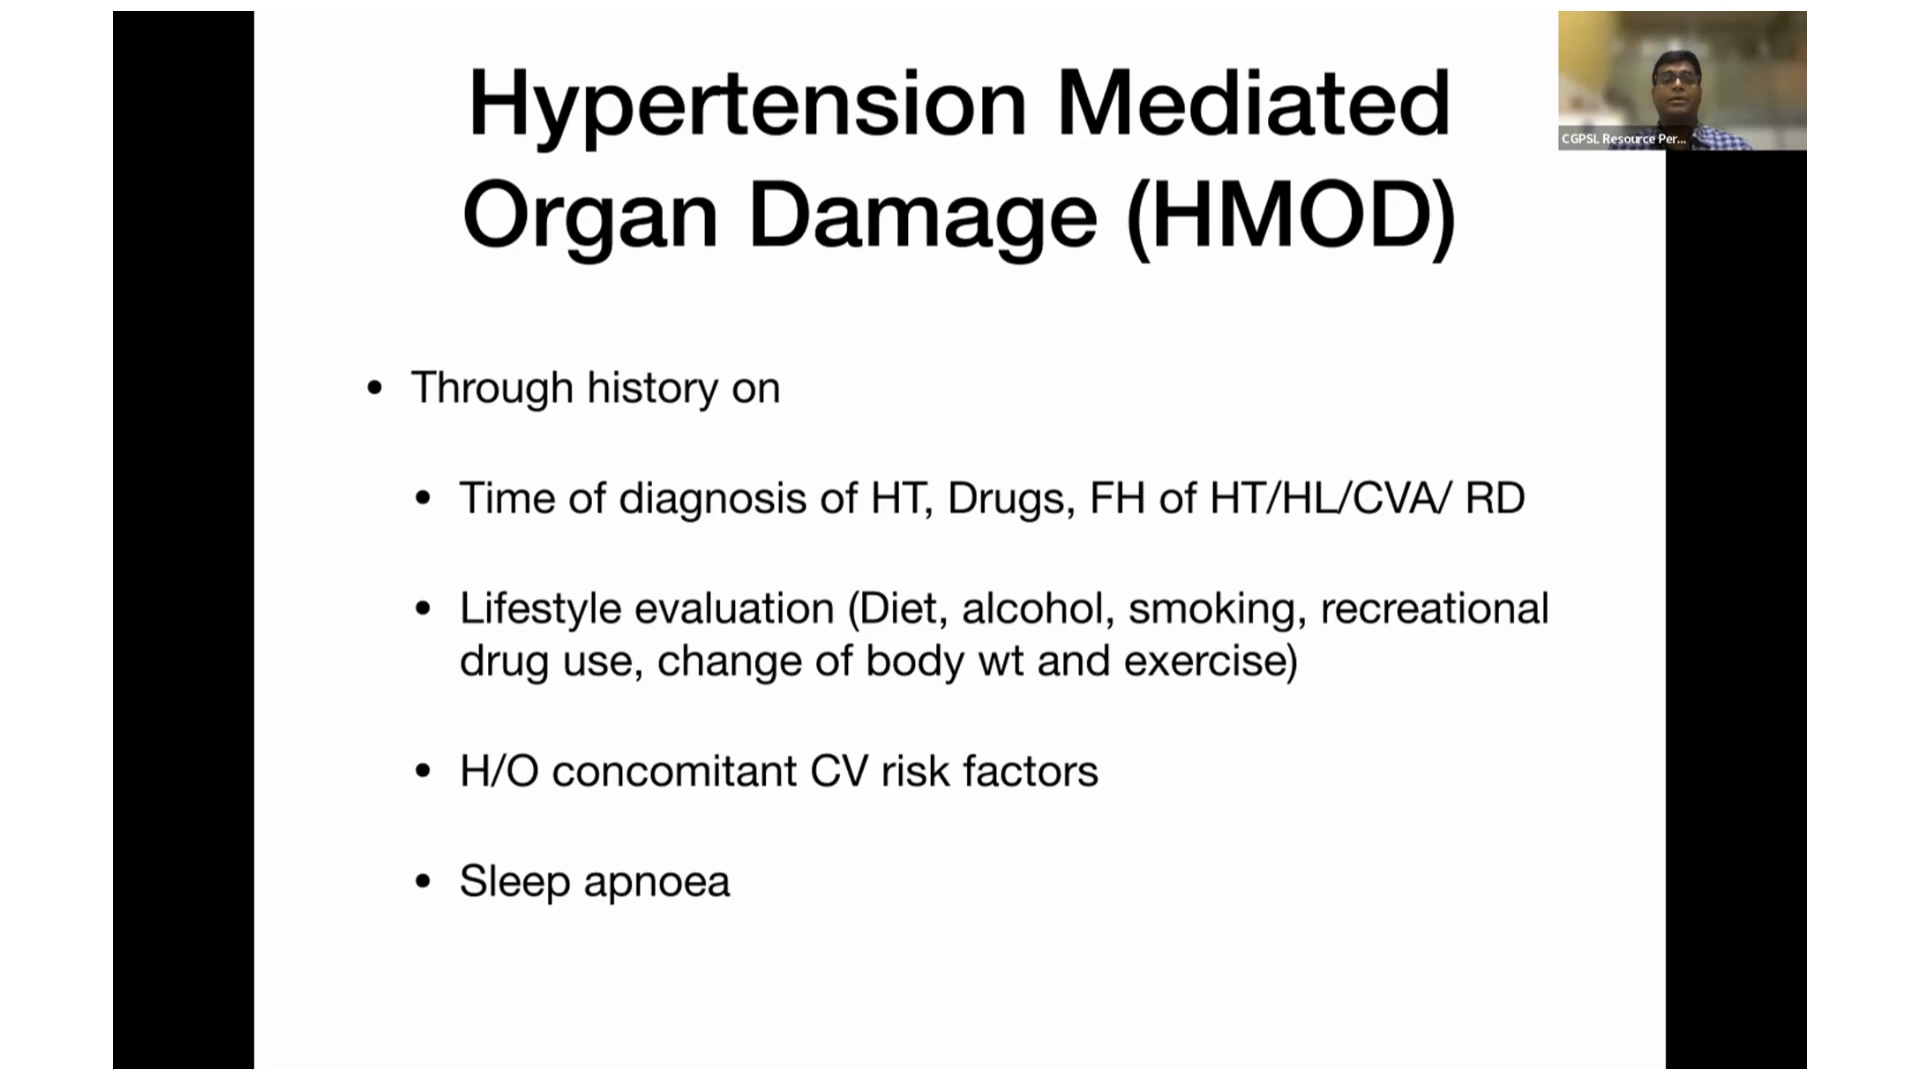 Hypertension Mediated
Organ Damage (HMOD)
CGPSL Resource Per...
• Through history on
• Time of diagnosis of HT, Drugs, FH of HT/HL/CVA/ RD
• Lifestyle evaluation (Diet, alcohol, smoking, recreational
drug use, change of body wt and exercise)
• H/O concomitant CV risk factors
• Sleep apnoea